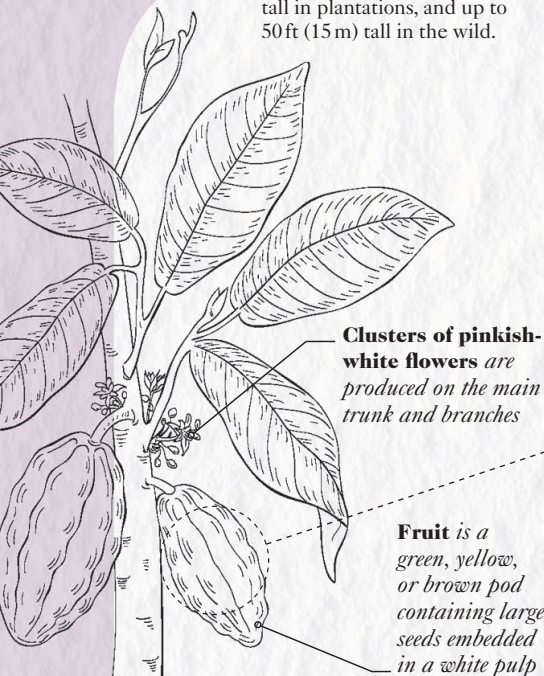 tall in plantations, and up to
50 ft (15 m) tall in the wild.
Clusters of pinkish-
white flowers are
produced on the main
trunk and branches
Fruit is a
green, yellow,
or brown pod
containing large
seeds embedded
in a white pulp